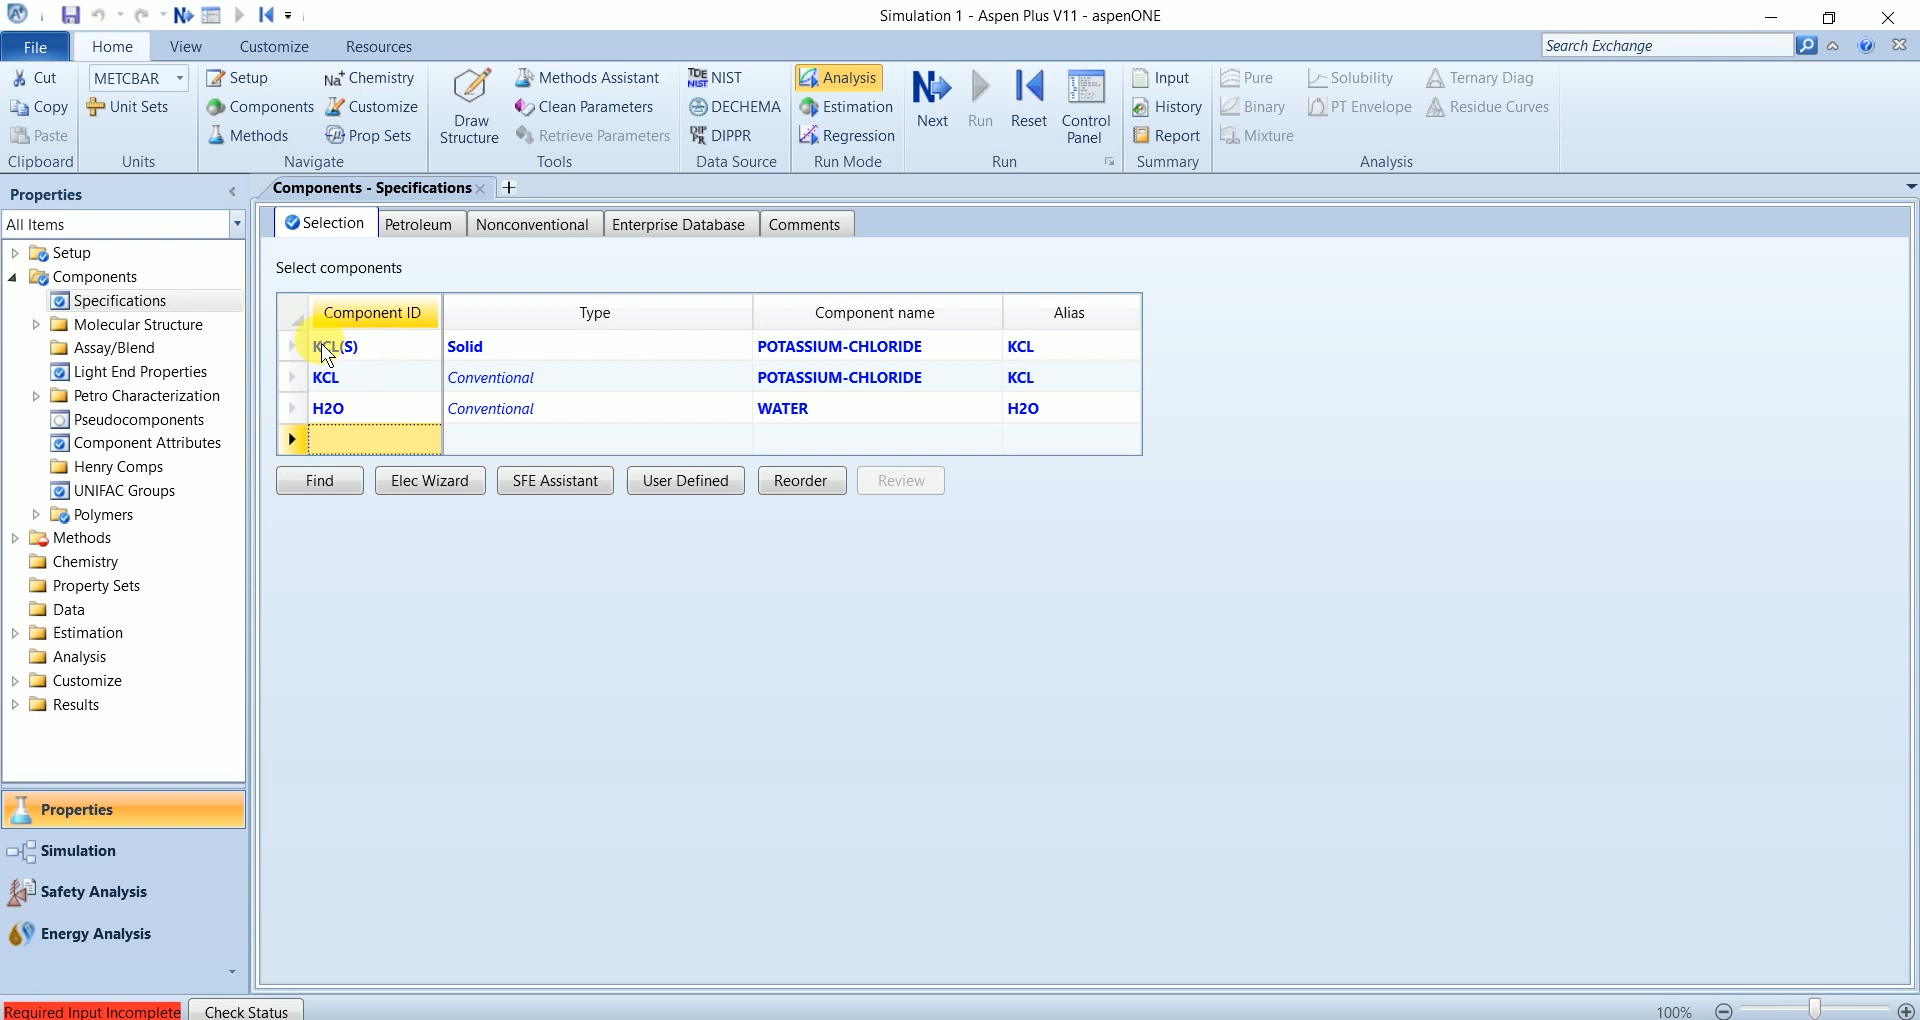 Simulation 1 - Aspen Plus V11 - aspenONE
File Home View Customize Resources Search Exchange
Cut METCBAR Setup Chemistry Methods Assistant NIST Analysis Input Pure Solubility Ternary Diag
Copy Unit Sets Components Customize Clean Parameters DECHEMA Estimation History Binary PT Envelope Residue Curves
Draw Structure Next Run Reset Control Panel
Paste Methods Prop Sets Retrieve Parameters DIPPR Regression Report Mixture
Clipboard Units Navigate Tools Data Source Run Mode Run Summary Analysis
Properties
All Items
Setup
Components
Specifications
Molecular Structure
Assay/Blend
Light End Properties
Petro Characterization
Pseudocomponents
Component Attributes
Henry Comps
UNIFAC Groups
Polymers
Methods
Chemistry
Property Sets
Data
Estimation
Analysis
Customize
Results
Properties
Simulation
Safety Analysis
Energy Analysis
Components - Specifications
Selection Petroleum Nonconventional Enterprise Database Comments
Select components
Component ID Type Component name Alias
KCL(S) Solid POTASSIUM-CHLORIDE KCL
KCL Conventional POTASSIUM-CHLORIDE KCL
H2O Conventional WATER H2O
Find Elec Wizard SFE Assistant User Defined Reorder Review
Required Input Incomplete Check Status 100%